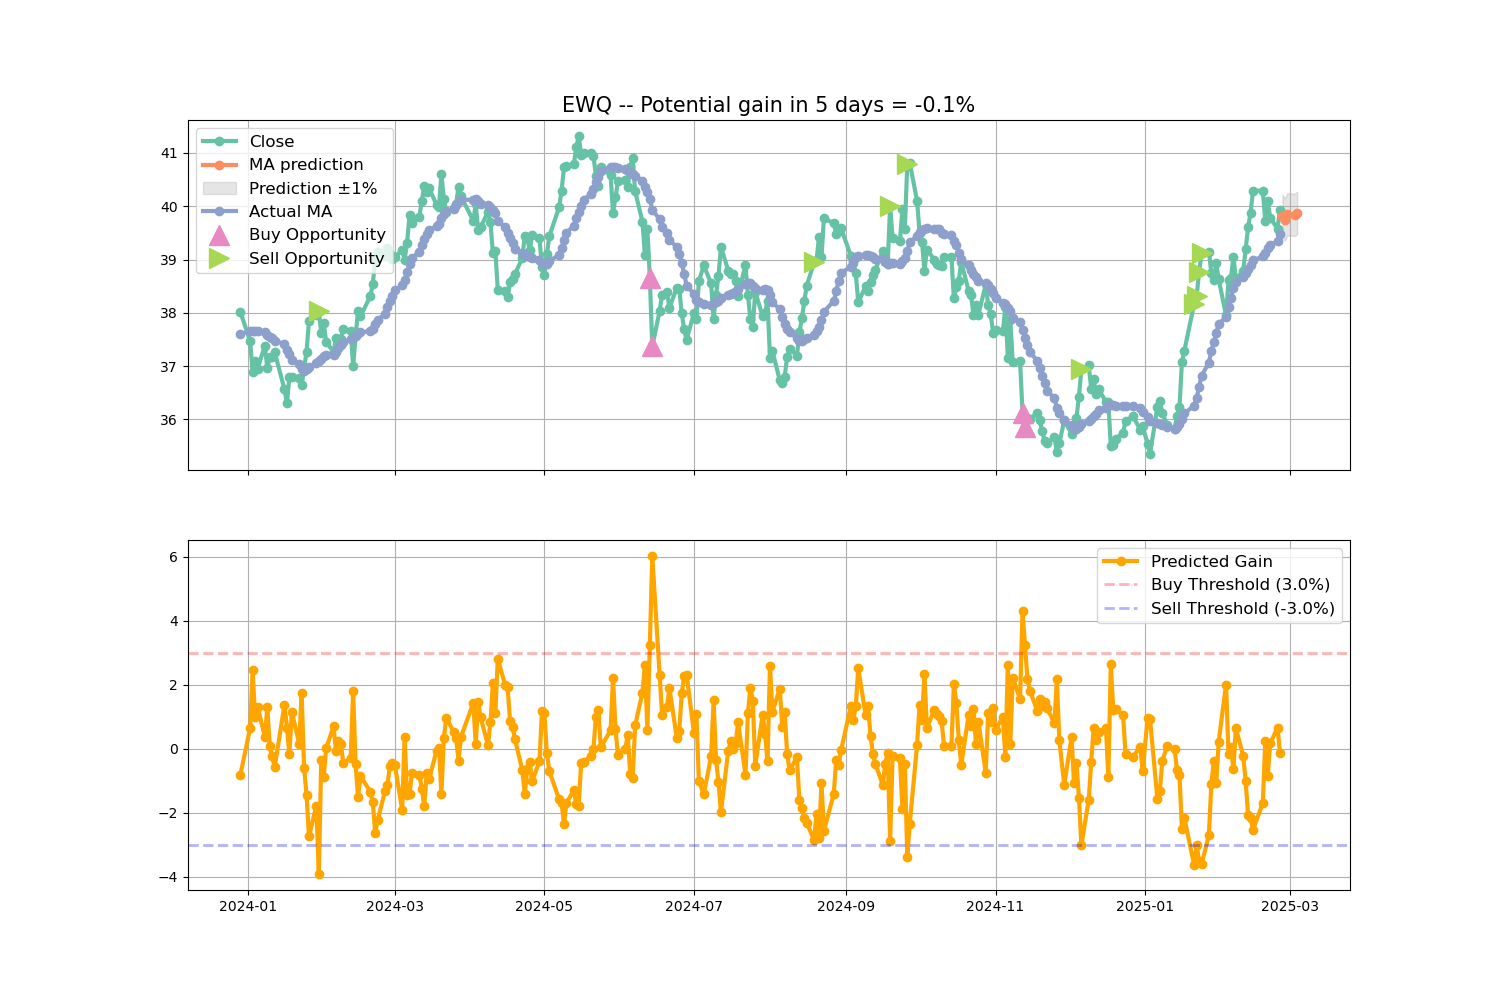 EWQ -- Potential gain in 5 days = -0.1%
Close
MA prediction
Prediction ±1%
Actual MA
Buy Opportunity
Sell Opportunity
41
40
39
38
37
36
Predicted Gain
Buy Threshold (3.0%)
Sell Threshold (-3.0%)
6
4
2
0
−2
−4
2024-01
2024-03
2024-05
2024-07
2024-09
2024-11
2025-01
2025-03